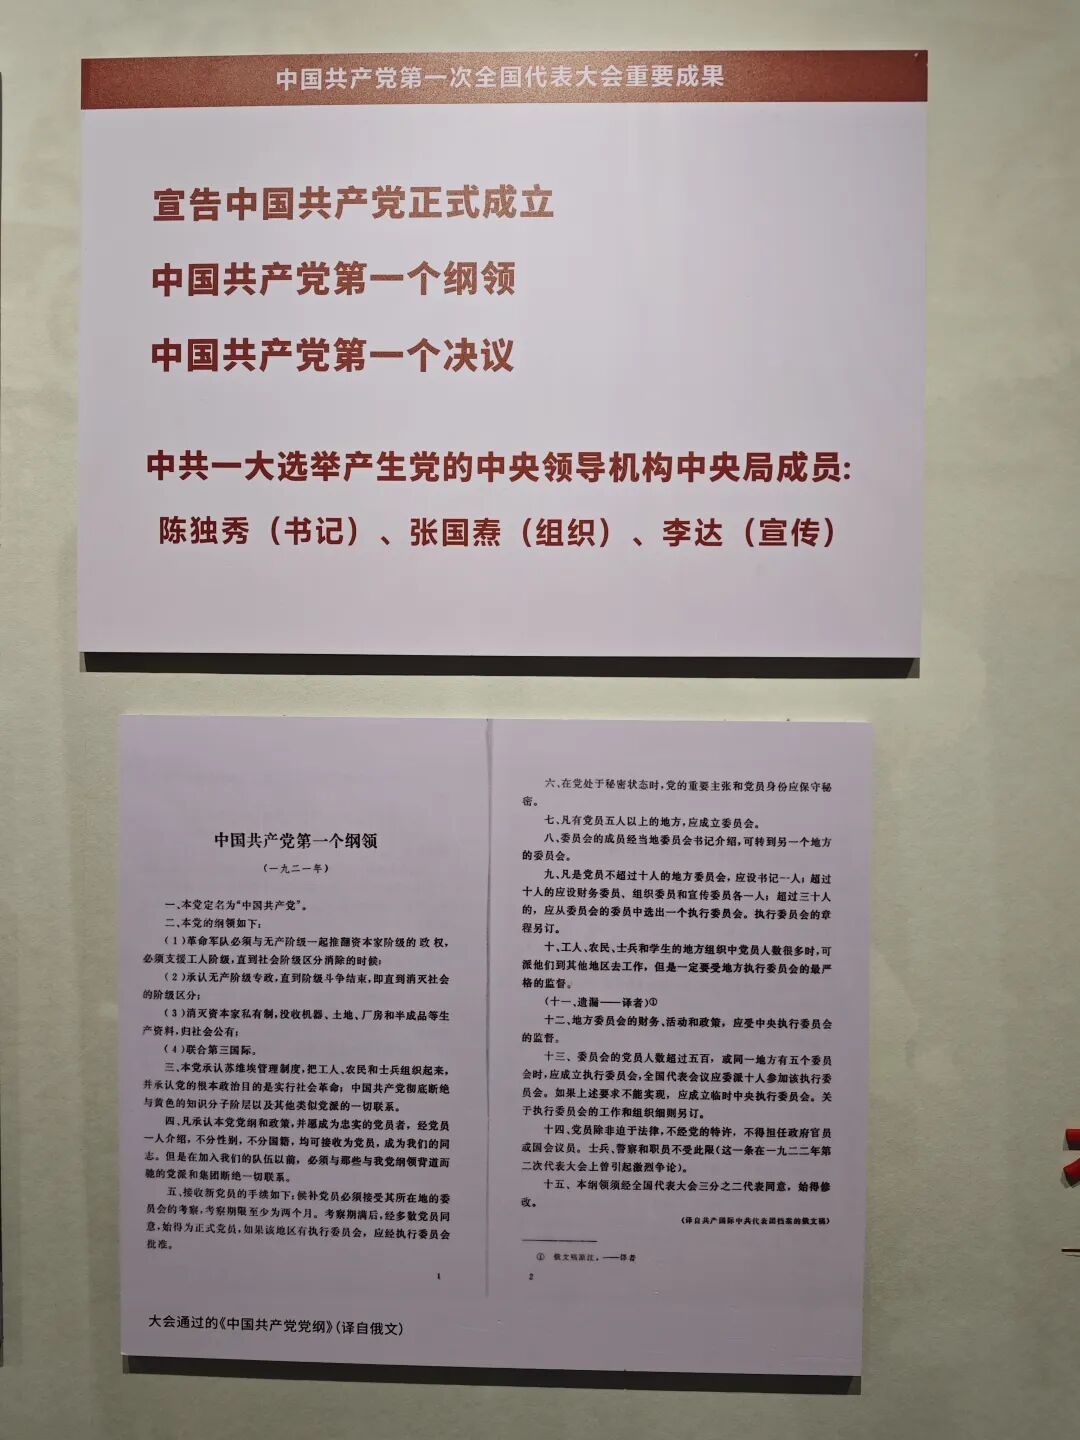 中国共产党第一次全国代表大会重要成果
宣告中国共产党正式成立
中国共产党第一个纲领
中国共产党第一个决议
中共一大选举产生党的中央领导机构中央局成员:
陈独秀（书记）、张国焘（组织）、李达（宣传）
中国共产党第一个纲领
（一九二一年）
一、本党定名为“中国共产党”。
二、本党的纲领如下：
（1）革命军队必须与无产阶级一起推翻资本家阶级的政权，
必须支援工人阶级，直到社会阶级区分消除的时候；
（2）承认无产阶级专政，直到阶级斗争结束，即直到消灭社会
的阶级区分；
（3）消灭资本家私有制，没收机器、土地、厂房和半成品等生
产资料，归社会公有；
（4）联合第三国际。
三、本党承认苏维埃管理制度，把工人、农民和士兵组织起来，
并承认党的根本政治目的是实行社会革命；中国共产党彻底断绝
与黄色的知识分子阶层以及其他类似党派的一切联系。
四、凡承认本党党纲和政策，并愿成为忠实的党员者，经党员
一人介绍，不分性别，不分国籍，均可接收为党员，成为我们的同
志。但是在加入我们的队伍以前，必须与那些与我党纲领背道而
驰的党派和集团断绝一切联系。
五、接收新党员的手续如下：候补党员必须接受其所在地的委
员会的考察，考察期限至少为两个月。考察期满后，经多数党员同
意，始得为正式党员，如果该地区有执行委员会，应经执行委员会
批准。
1
六、在党处于秘密状态时，党的重要主张和党员身份应保守秘
密。
七、凡有党员五人以上的地方，应成立委员会。
八、委员会的成员经当地委员会书记介绍，可转到另一个地方
的委员会。
九、凡是党员不超过十人的地方委员会，应设书记一人；超过
十人的应设财务委员、组织委员和宣传委员各一人；超过三十人
的，应从委员会的委员中选出一个执行委员会。执行委员会的章
程另订。
十、工人、农民、士兵和学生的地方组织中党员人数很多时，可
派他们到其他地区去工作，但是一定要受地方执行委员会的最严
格的监督。
（十一、遗漏——译者）①
十二、地方委员会的财务、活动和政策，应受中央执行委员会
的监督。
十三、委员会的党员人数超过五百，或同一地方有五个委员
会时，应成立执行委员会，全国代表会议应委派十人参加该执行委
员会。如果上述要求不能实现，应成立临时中央执行委员会。关
于执行委员会的工作和组织细则另订。
十四、党员除非迫于法律，不经党的特许，不得担任政府官员
或国会议员。士兵、警察和职员不受此限（这一条在一九二二年第
二次代表大会上曾引起激烈争论）。
十五、本纲领须经全国代表大会三分之二代表同意，始得修
改。
（译自共产国际中共代表团档案的俄文稿）
① 俄文稿原注。——译者
2
大会通过的《中国共产党党纲》（译自俄文）